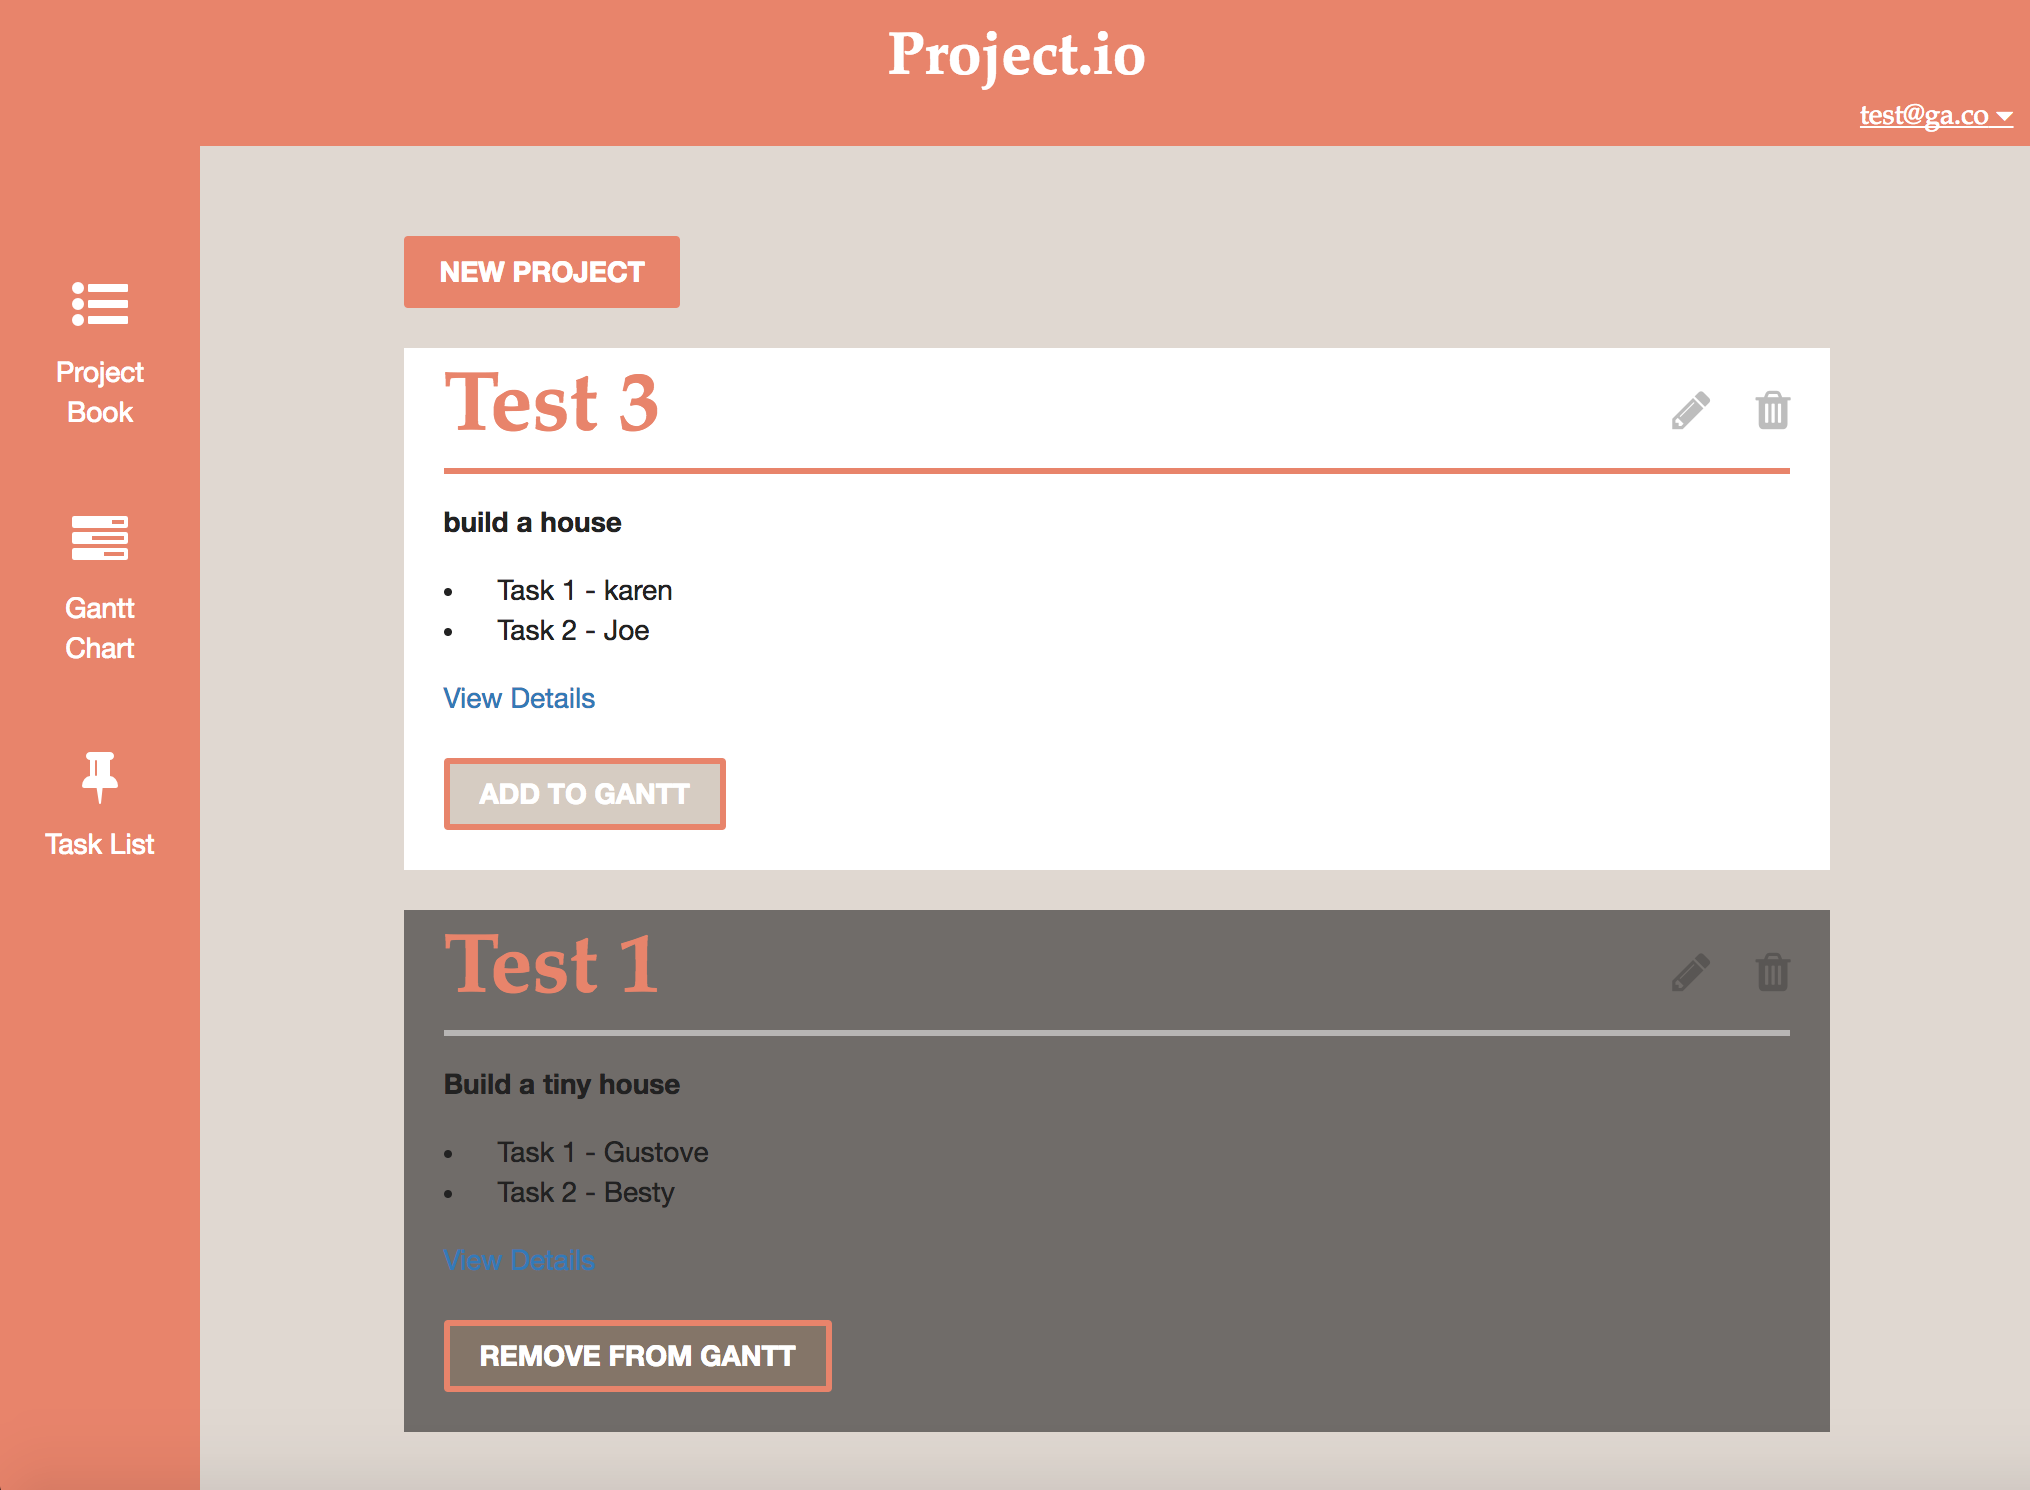 Project.io
test@ga.co
Project
Book
Gantt
Chart
Task List
NEW PROJECT
Test 3
build a house
• Task 1 - karen
• Task 2 - Joe
View Details
ADD TO GANTT
Test 1
Build a tiny house
• Task 1 - Gustove
• Task 2 - Besty
View Details
REMOVE FROM GANTT